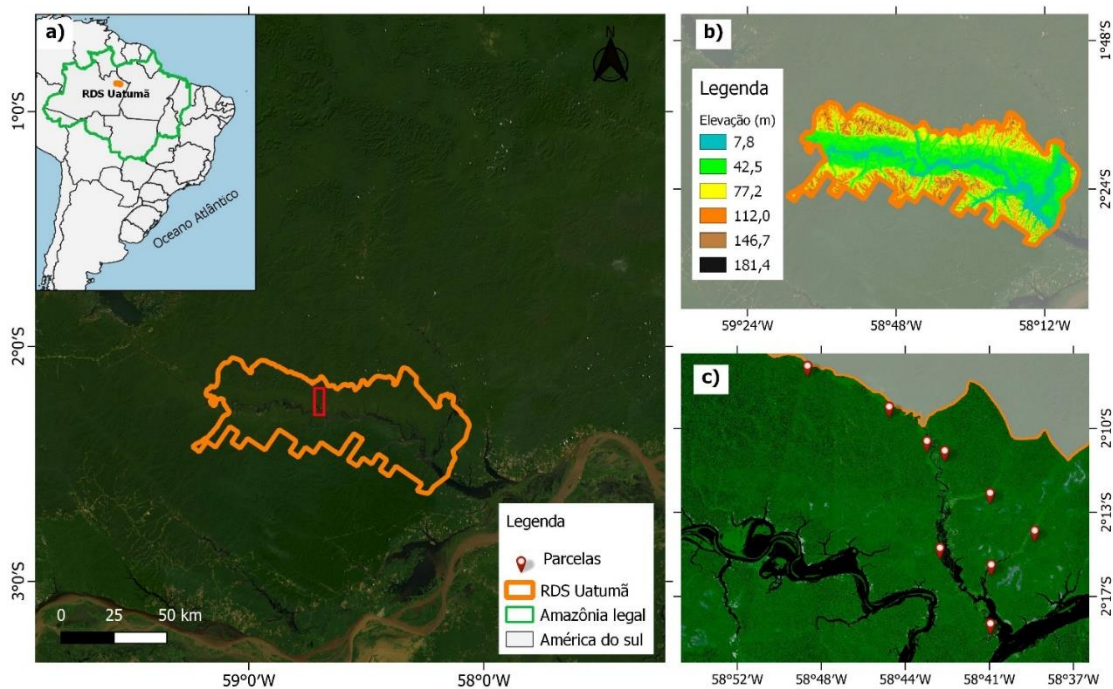 a)
RDS Uatumã
Oceano Atlântico
N
1°0'S
2°0'S
3°0'S
59°0'W
58°0'W
0 25 50 km
Legenda
Parcelas
RDS Uatumã
Amazônia legal
América do sul
b)
Legenda
Elevação (m)
7,8
42,5
77,2
112,0
146,7
181,4
1°48'S
2°24'S
59°24'W
58°48'W
58°12'W
c)
2°10'S
2°13'S
2°17'S
58°52'W
58°48'W
58°44'W
58°41'W
58°37'W